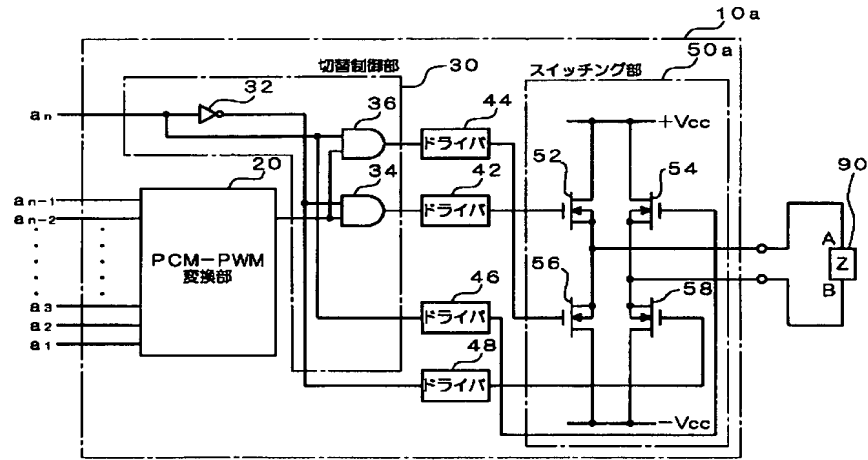 10a
切替制御部
30
スイッチング部
50a
an
32
36
44
ドライバ
+Vcc
20
34
42
ドライバ
52
54
90
an-1
an-2
PCM-PWM
変換部
A
Z
B
46
ドライバ
56
58
a3
a2
a1
48
ドライバ
-Vcc